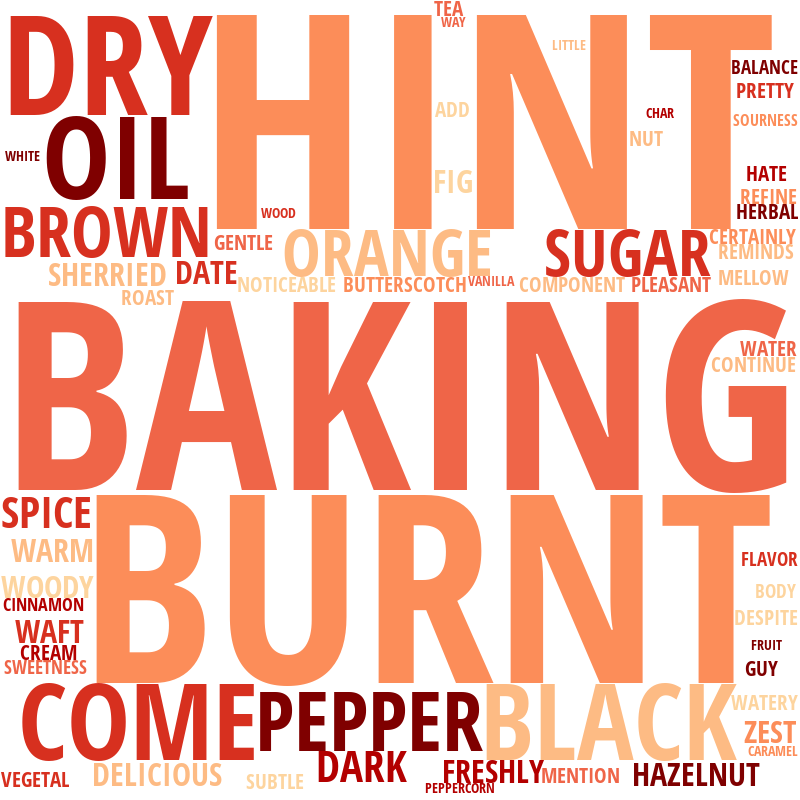 TEA
WAY
DRY
HINT
LITTLE
BALANCE
PRETTY
ADD
CHAR
SOURNESS
OIL
NUT
WHITE
HATE
FIG
REFINE
HERBAL
WOOD
BROWN
GENTLE
ORANGE
SUGAR
CERTAINLY
REMINDS
SHERRIED
DATE
NOTICEABLE
BUTTERSCOTCH
VANILLA
COMPONENT
PLEASANT
MELLOW
ROAST
BAKING
WATER
CONTINUE
SPICE
BURNT
WARM
FLAVOR
WOODY
BODY
CINNAMON
DESPITE
WAFT
FRUIT
CREAM
SWEETNESS
GUY
COME
PEPPER
BLACK
WATERY
ZEST
CARAMEL
VEGETAL
DELICIOUS
SUBTLE
DARK
FRESHLY
MENTION
HAZELNUT
PEPPERCORN